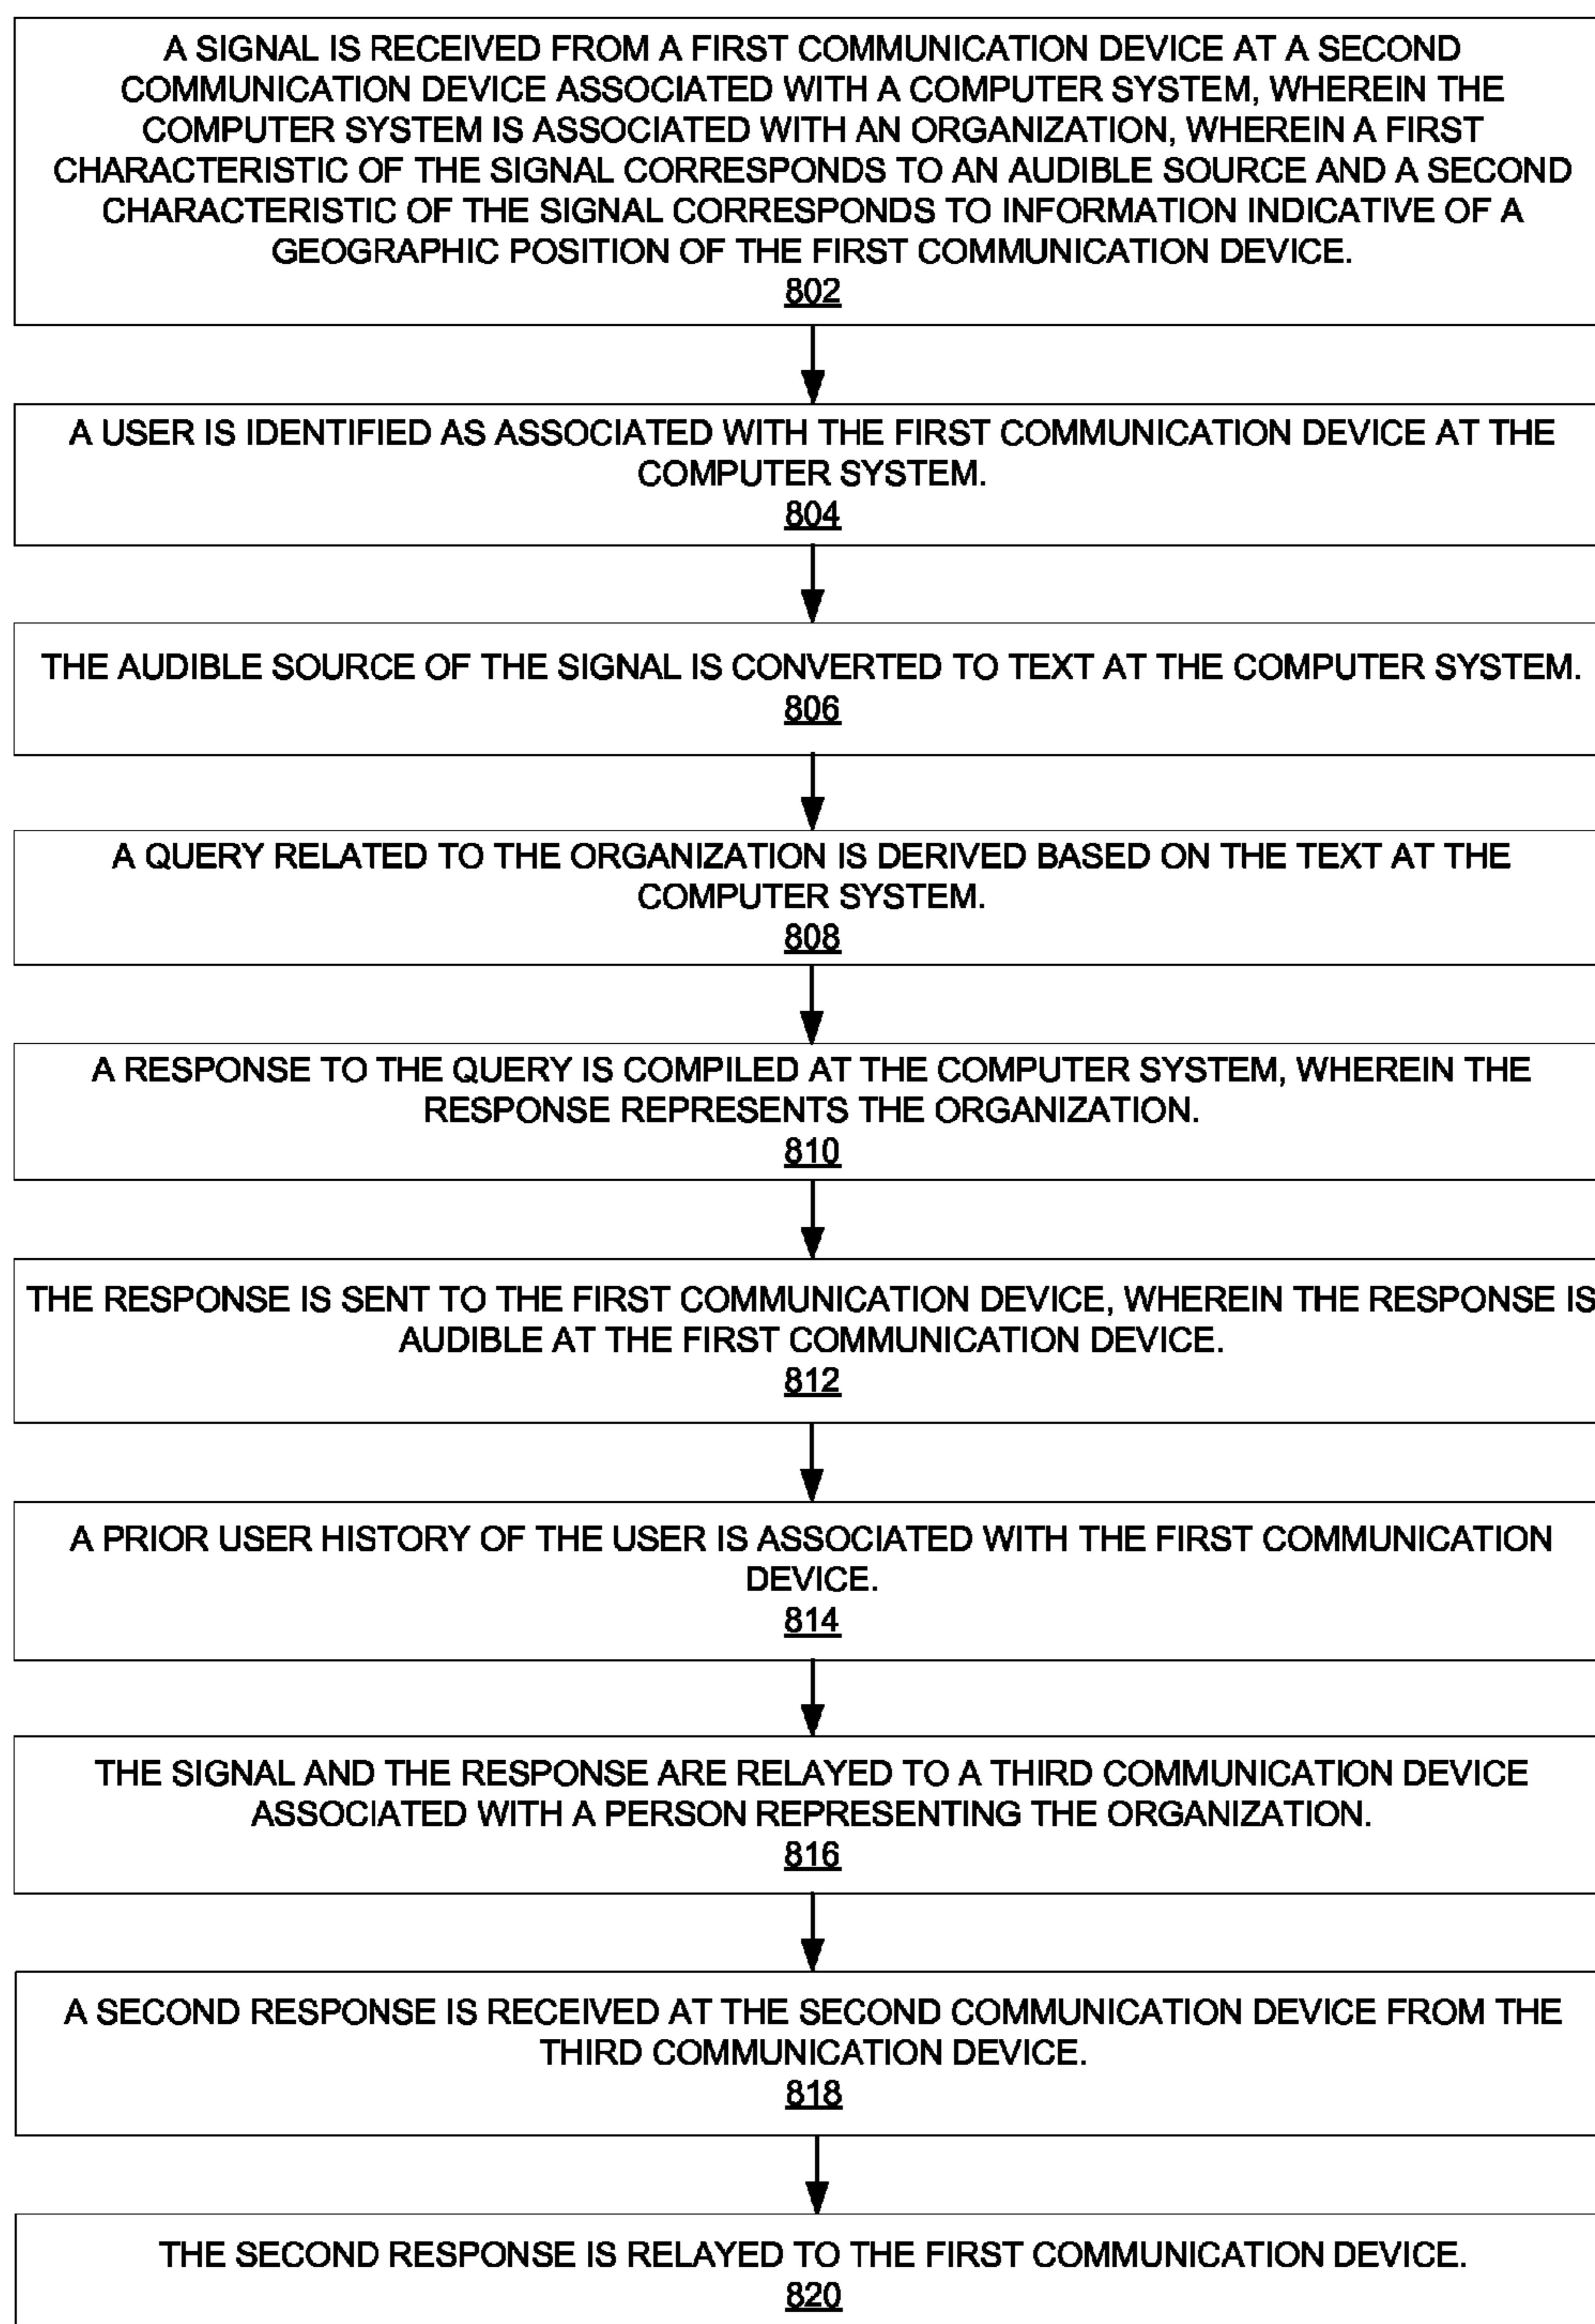 A SIGNAL IS RECEIVED FROM A FIRST COMMUNICATION DEVICE AT A SECOND
COMMUNICATION DEVICE ASSOCIATED WITH A COMPUTER SYSTEM, WHEREIN THE
COMPUTER SYSTEM IS ASSOCIATED WITH AN ORGANIZATION, WHEREIN A FIRST
CHARACTERISTIC OF THE SIGNAL CORRESPONDS TO AN AUDIBLE SOURCE AND A SECOND
CHARACTERISTIC OF THE SIGNAL CORRESPONDS TO INFORMATION INDICATIVE OF A
GEOGRAPHIC POSITION OF THE FIRST COMMUNICATION DEVICE.
802
A USER IS IDENTIFIED AS ASSOCIATED WITH THE FIRST COMMUNICATION DEVICE AT THE
COMPUTER SYSTEM.
804
THE AUDIBLE SOURCE OF THE SIGNAL IS CONVERTED TO TEXT AT THE COMPUTER SYSTEM.
806
A QUERY RELATED TO THE ORGANIZATION IS DERIVED BASED ON THE TEXT AT THE
COMPUTER SYSTEM.
808
A RESPONSE TO THE QUERY IS COMPILED AT THE COMPUTER SYSTEM, WHEREIN THE
RESPONSE REPRESENTS THE ORGANIZATION.
810
THE RESPONSE IS SENT TO THE FIRST COMMUNICATION DEVICE, WHEREIN THE RESPONSE IS
AUDIBLE AT THE FIRST COMMUNICATION DEVICE.
812
A PRIOR USER HISTORY OF THE USER IS ASSOCIATED WITH THE FIRST COMMUNICATION
DEVICE.
814
THE SIGNAL AND THE RESPONSE ARE RELAYED TO A THIRD COMMUNICATION DEVICE
ASSOCIATED WITH A PERSON REPRESENTING THE ORGANIZATION.
816
A SECOND RESPONSE IS RECEIVED AT THE SECOND COMMUNICATION DEVICE FROM THE
THIRD COMMUNICATION DEVICE.
818
THE SECOND RESPONSE IS RELAYED TO THE FIRST COMMUNICATION DEVICE.
820